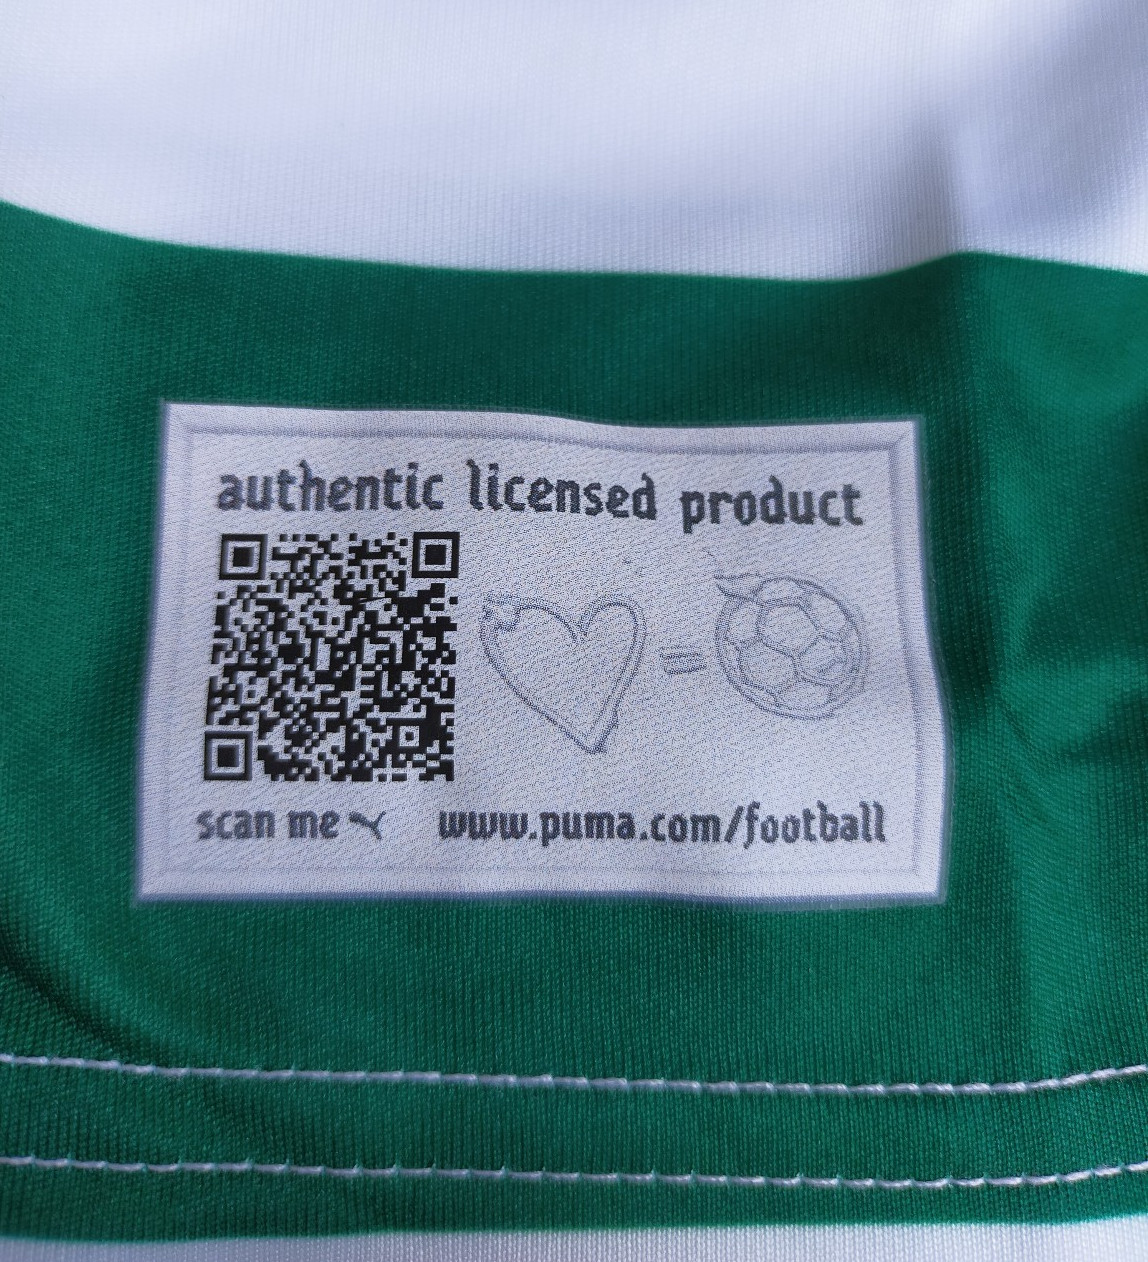 authentic licensed product
=
scan me www.puma.com/football